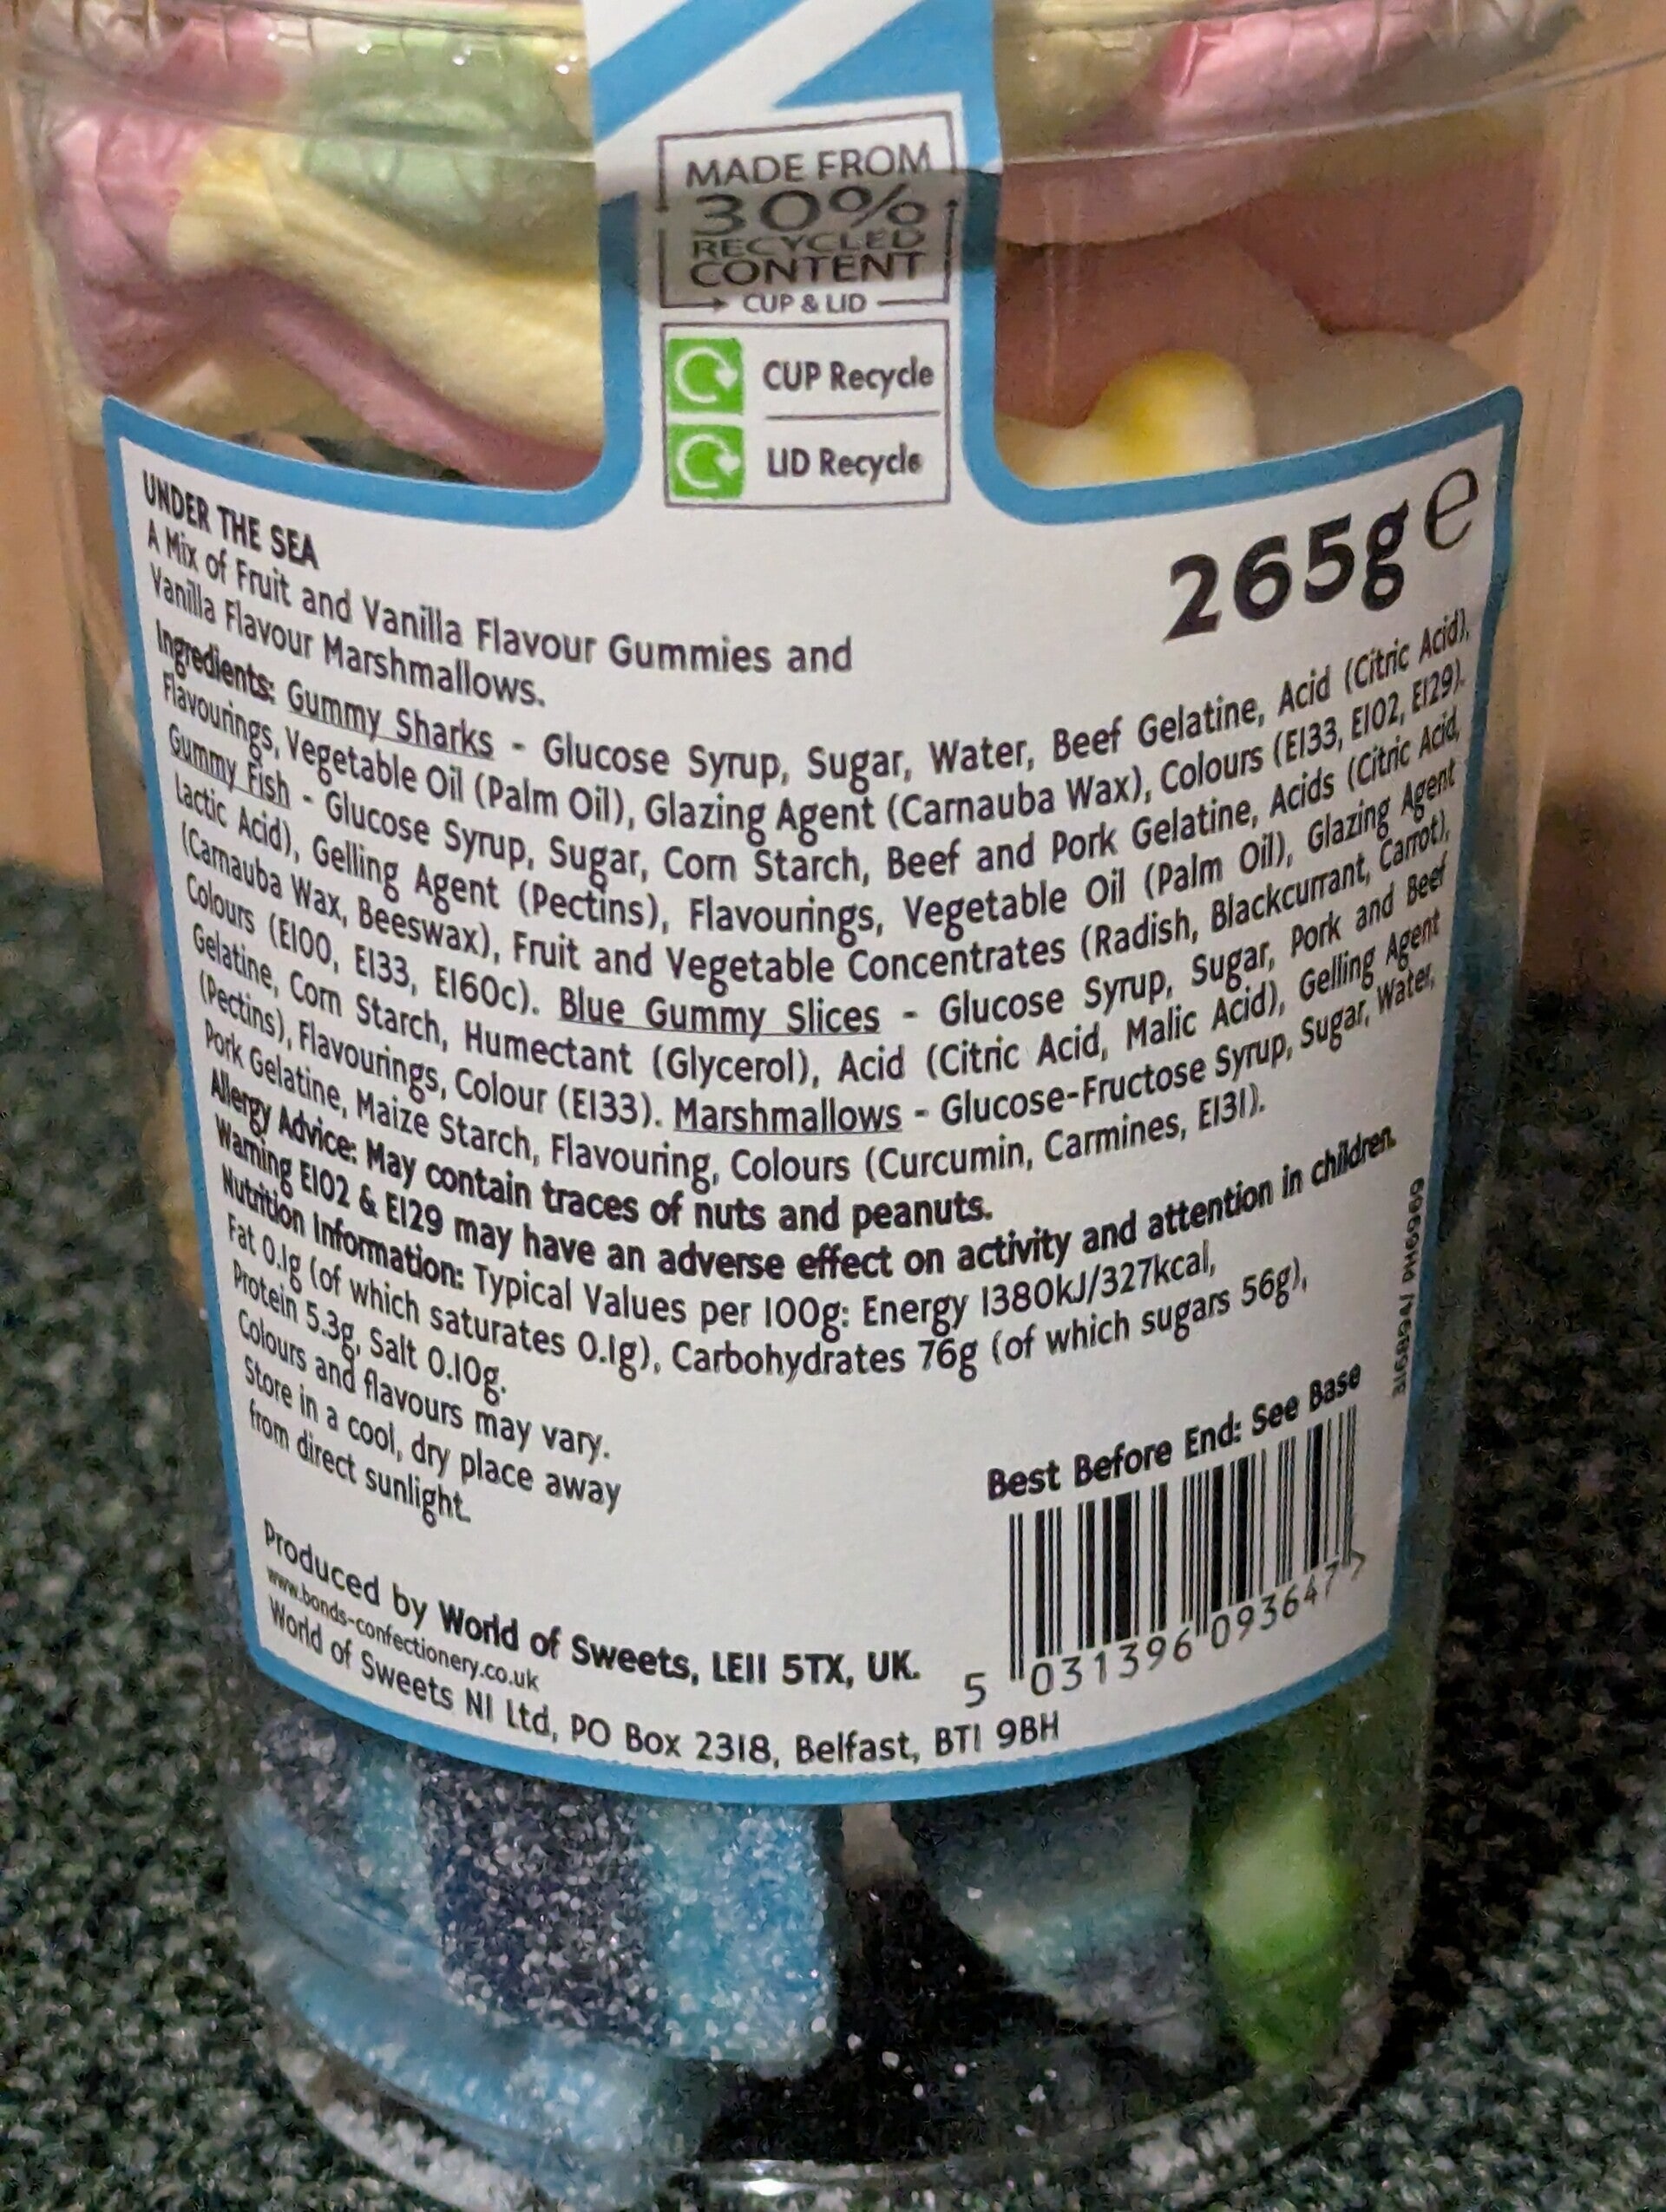 MADE FROM
30%
RECYCLED
CONTENT
CUP & LID
CUP Recycle
LID Recycle
265g e
UNDER THE SEA
A Mix of Fruit and Vanilla Flavour Gummies and
Vanilla Flavour Marshmallows.
Ingredients: Gummy Sharks - Glucose Syrup, Sugar, Water, Beef Gelatine, Acid (Citric Acid),
Flavourings, Vegetable Oil (Palm Oil), Glazing Agent (Carnauba Wax), Colours (E133, E102, E129).
Gummy Fish - Glucose Syrup, Sugar, Corn Starch, Beef and Pork Gelatine, Acids (Citric Acid,
Lactic Acid), Gelling Agent (Pectins), Flavourings, Vegetable Oil (Palm Oil), Glazing Agent
(Carnauba Wax, Beeswax), Fruit and Vegetable Concentrates (Radish, Blackcurrant, Carrot),
Colours (E100, E133, E160c). Blue Gummy Slices - Glucose Syrup, Sugar, Pork and Beef
Gelatine, Corn Starch, Humectant (Glycerol), Acid (Citric Acid, Malic Acid), Gelling Agent
(Pectins), Flavourings, Colour (E133). Marshmallows - Glucose-Fructose Syrup, Sugar, Water,
Pork Gelatine, Maize Starch, Flavouring, Colours (Curcumin, Carmines, E131).
Allergy Advice: May contain traces of nuts and peanuts.
Warning E102 & E129 may have an adverse effect on activity and attention in children.
Nutrition Information: Typical Values per 100g: Energy 1380kJ/327kcal,
Fat 0.1g (of which saturates 0.1g), Carbohydrates 76g (of which sugars 56g),
Protein 5.3g, Salt 0.10g.
Colours and flavours may vary.
Store in a cool, dry place away
from direct sunlight.
Best Before End: See Base
Produced by World of Sweets, LE11 5TX, UK.
www.bonds-confectionery.co.uk
World of Sweets NI Ltd, PO Box 2318, Belfast, BT1 9BH
5 031396 093647